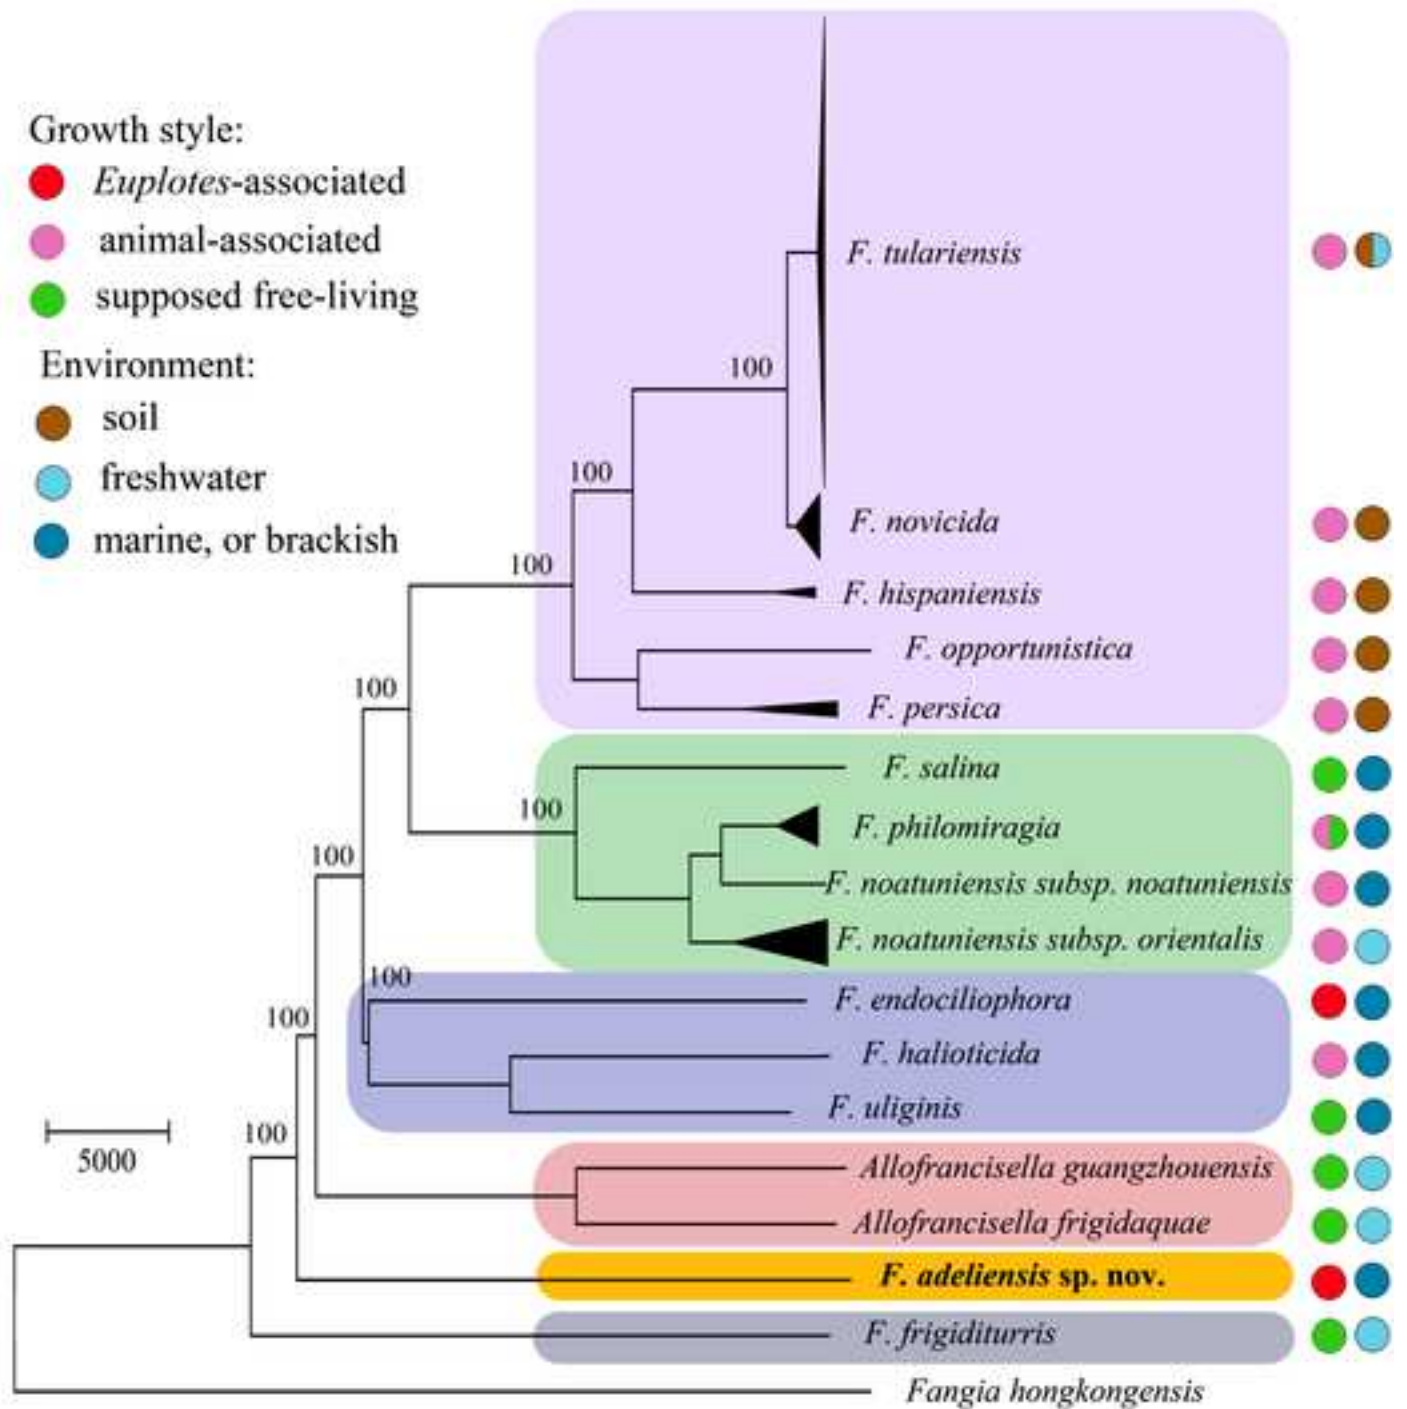 Growth style:
Euplotes-associated
animal-associated
supposed free-living
Environment:
soil
freshwater
marine, or brackish
F. tulariensis
100
F. novicida
100
100
F. hispaniensis
F. opportunistica
100
F. persica
F. salina
100
F. philomiragia
100
F. noatuniensis subsp. noatuniensis
F. noatuniensis subsp. orientalis
100
F. endociliophora
100
F. halioticida
F. uliginis
100
5000
Allofrancisella guangzhouensis
Allofrancisella frigidaquae
F. adeliensis sp. nov.
F. frigiditurris
Fangia hongkongensis